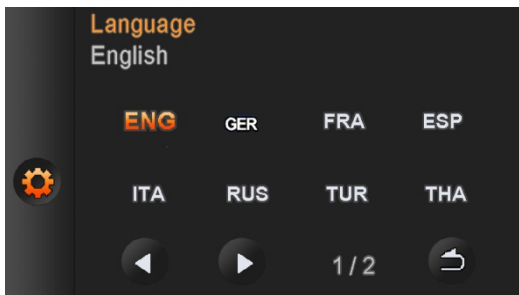 Language
English
ENG GER FRA ESP
ITA RUS TUR THA
1/2